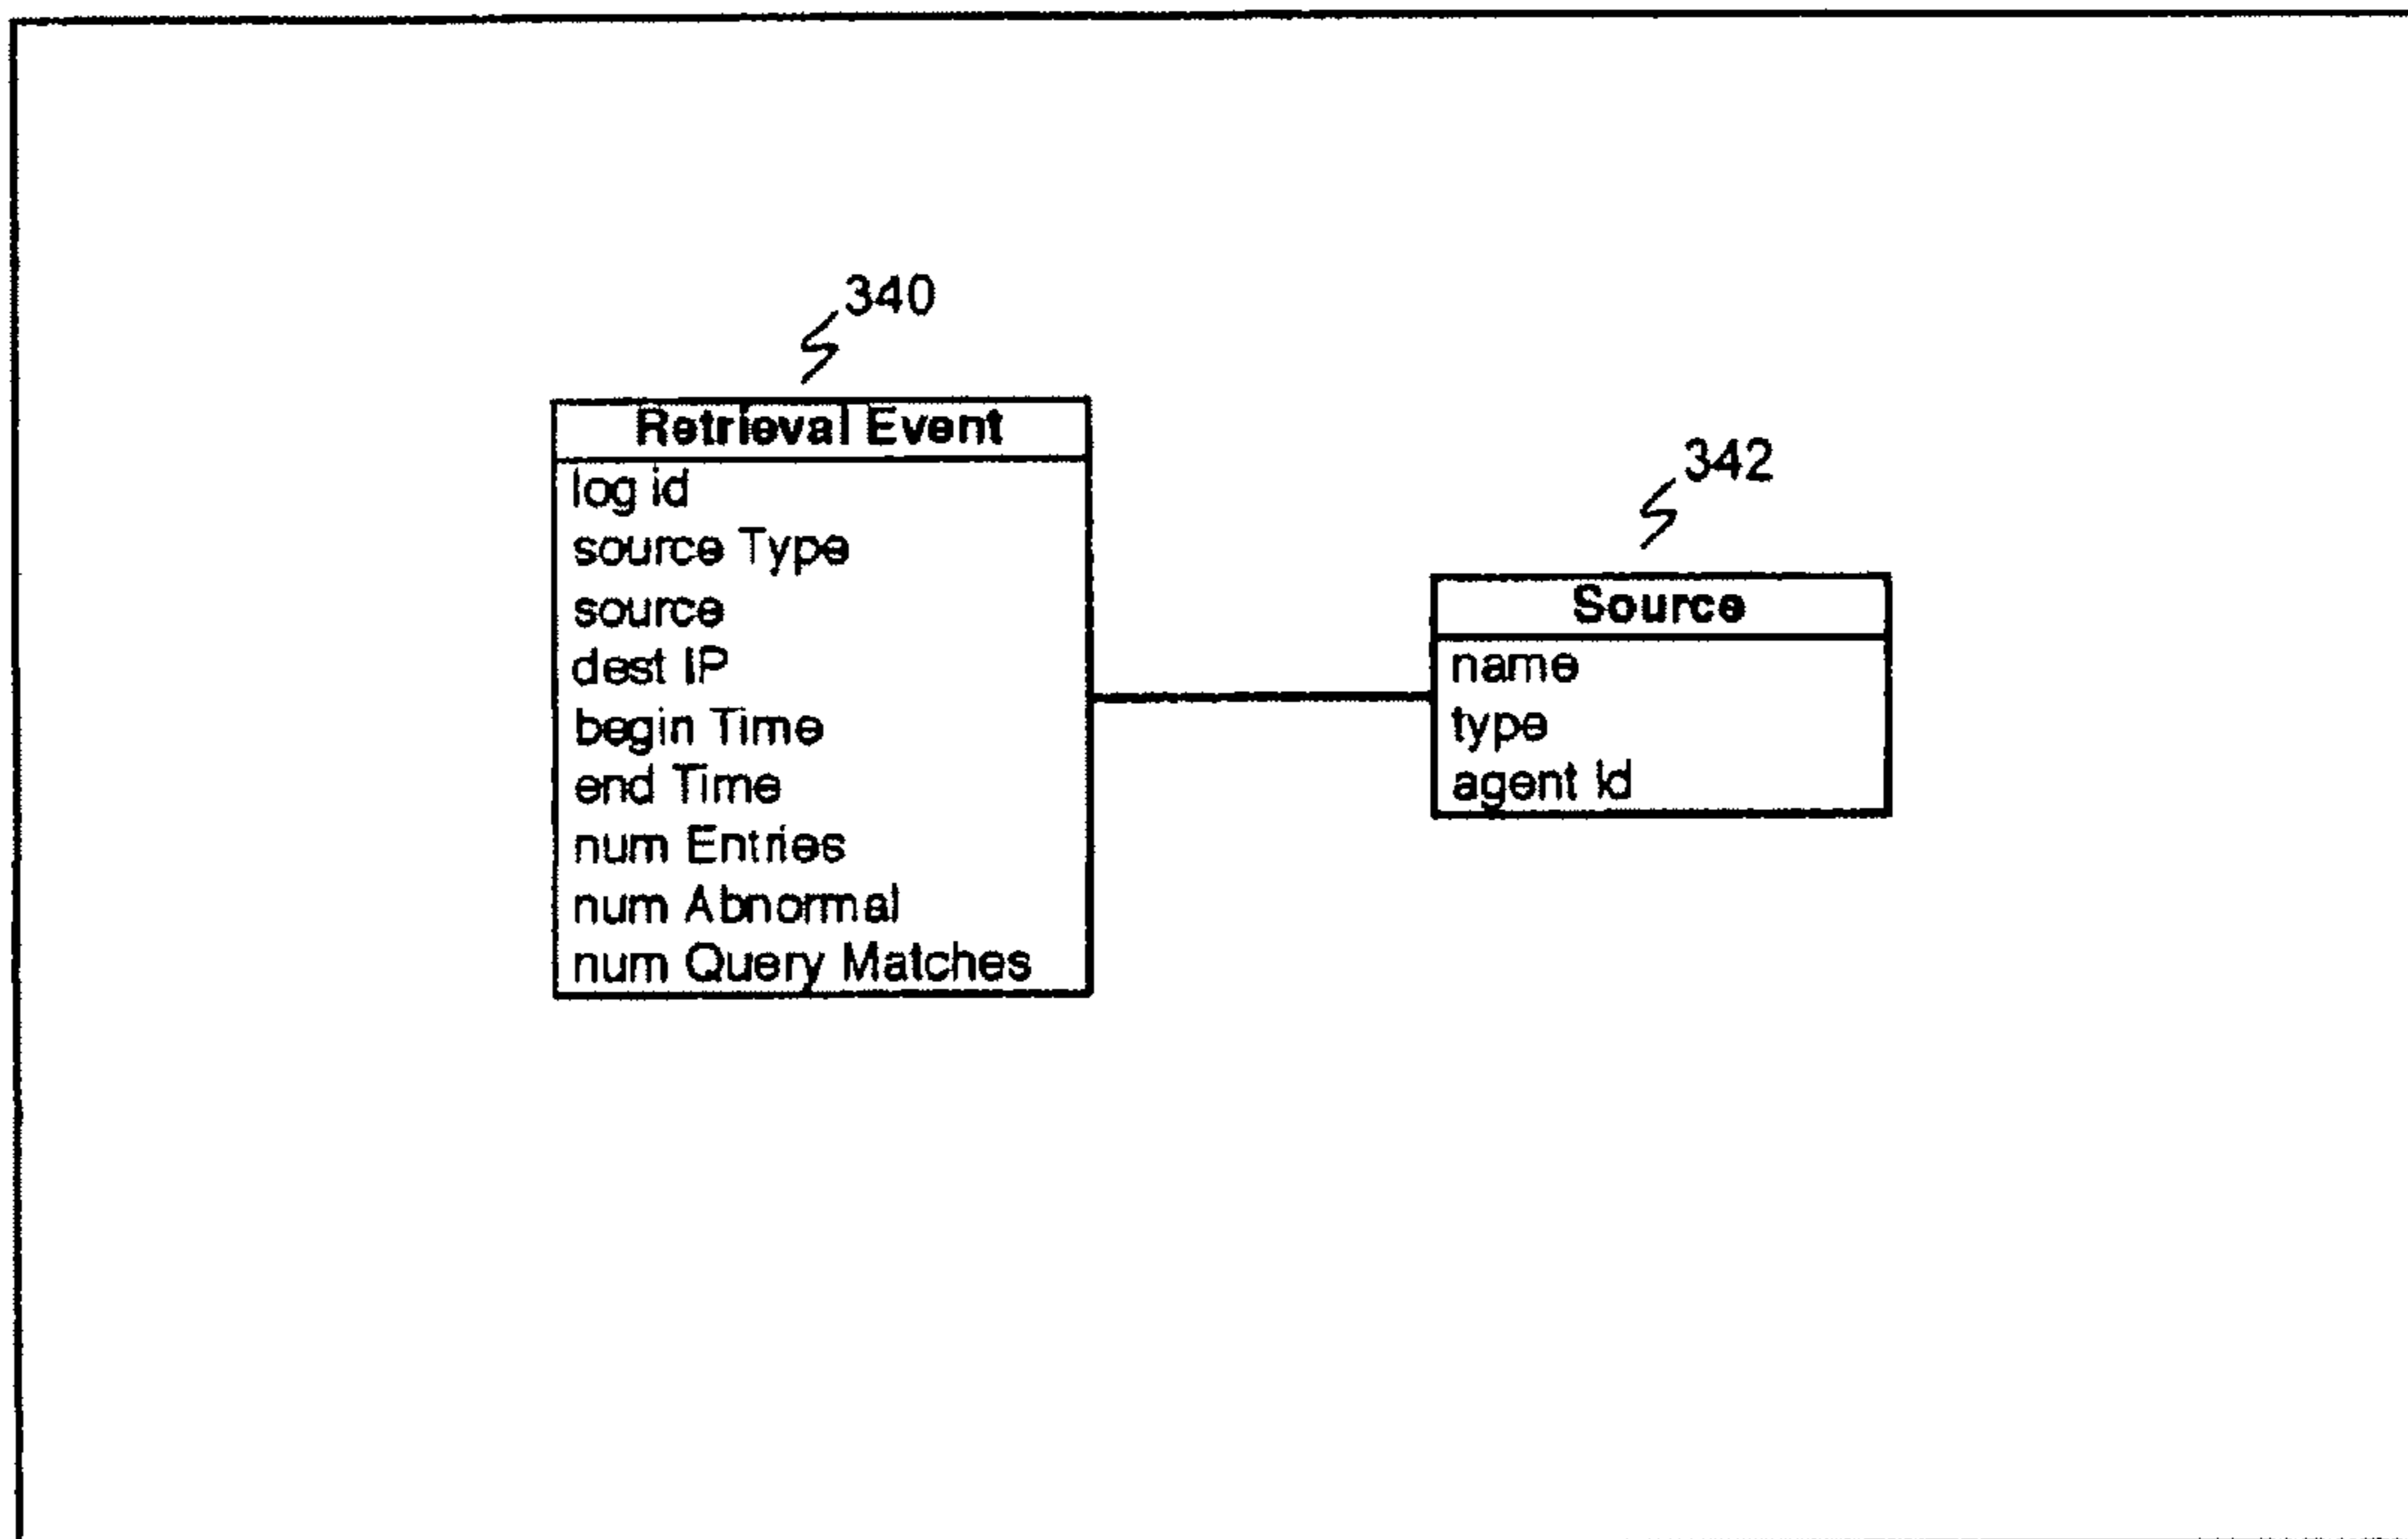 340
Retrieval Event
log id
source Type
source
dest IP
begin Time
end Time
num Entries
num Abnormal
num Query Matches
342
Source
name
type
agent Id